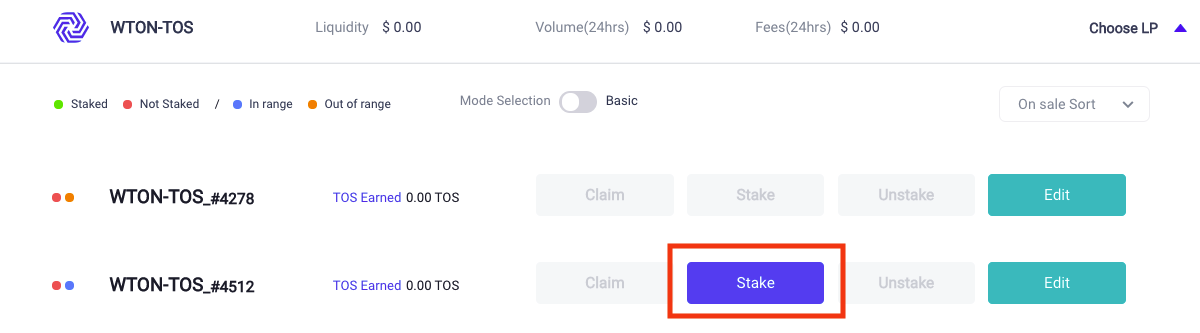 WTON-TOS Liquidity $ 0.00 Volume(24hrs) $ 0.00 Fees(24hrs) $ 0.00 Choose LP
Staked Not Staked / In range Out of range Mode Selection Basic On sale Sort
WTON-TOS_#4278 TOS Earned 0.00 TOS Claim Stake Unstake Edit
WTON-TOS_#4512 TOS Earned 0.00 TOS Claim Stake Unstake Edit